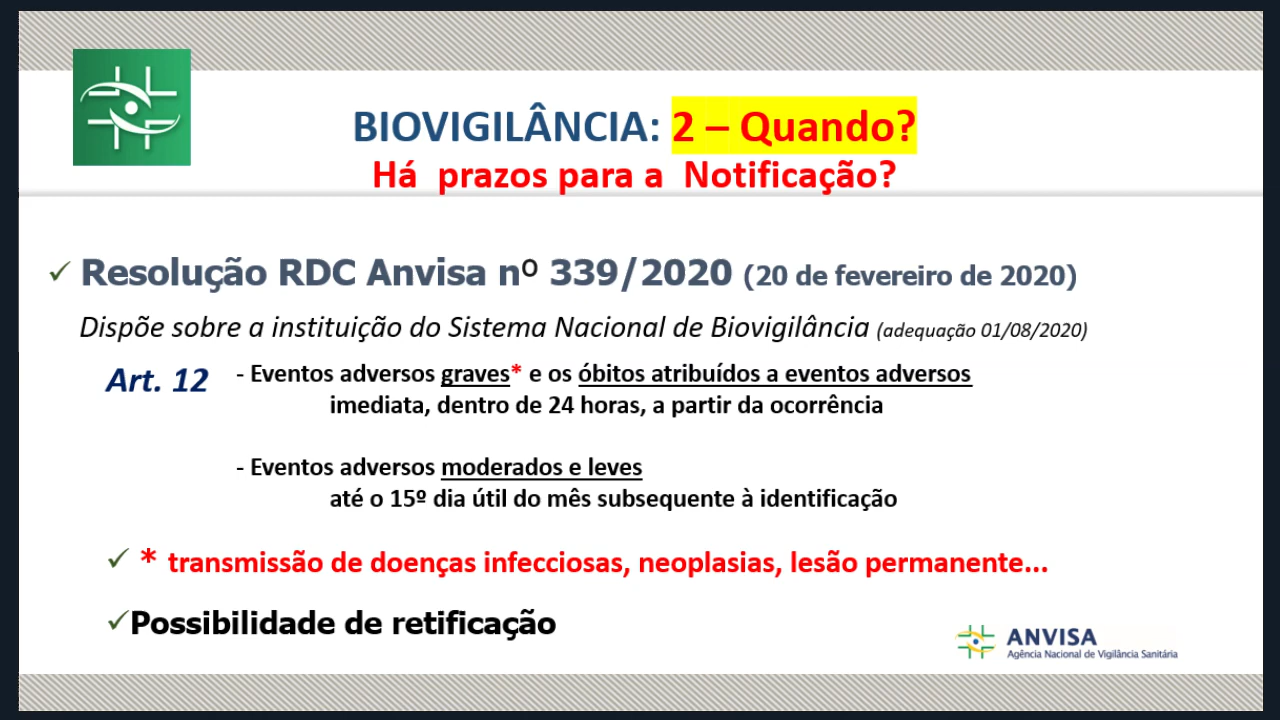 BIOVIGILÂNCIA: 2 – Quando?
Há prazos para a Notificação?
✓ Resolução RDC Anvisa nº 339/2020 (20 de fevereiro de 2020)
Dispõe sobre a instituição do Sistema Nacional de Biovigilância (adequação 01/08/2020)
Art. 12 - Eventos adversos graves* e os óbitos atribuídos a eventos adversos
imediata, dentro de 24 horas, a partir da ocorrência
- Eventos adversos moderados e leves
até o 15º dia útil do mês subsequente à identificação
✓ * transmissão de doenças infecciosas, neoplasias, lesão permanente...
✓Possibilidade de retificação
ANVISA
Agência Nacional de Vigilância Sanitária